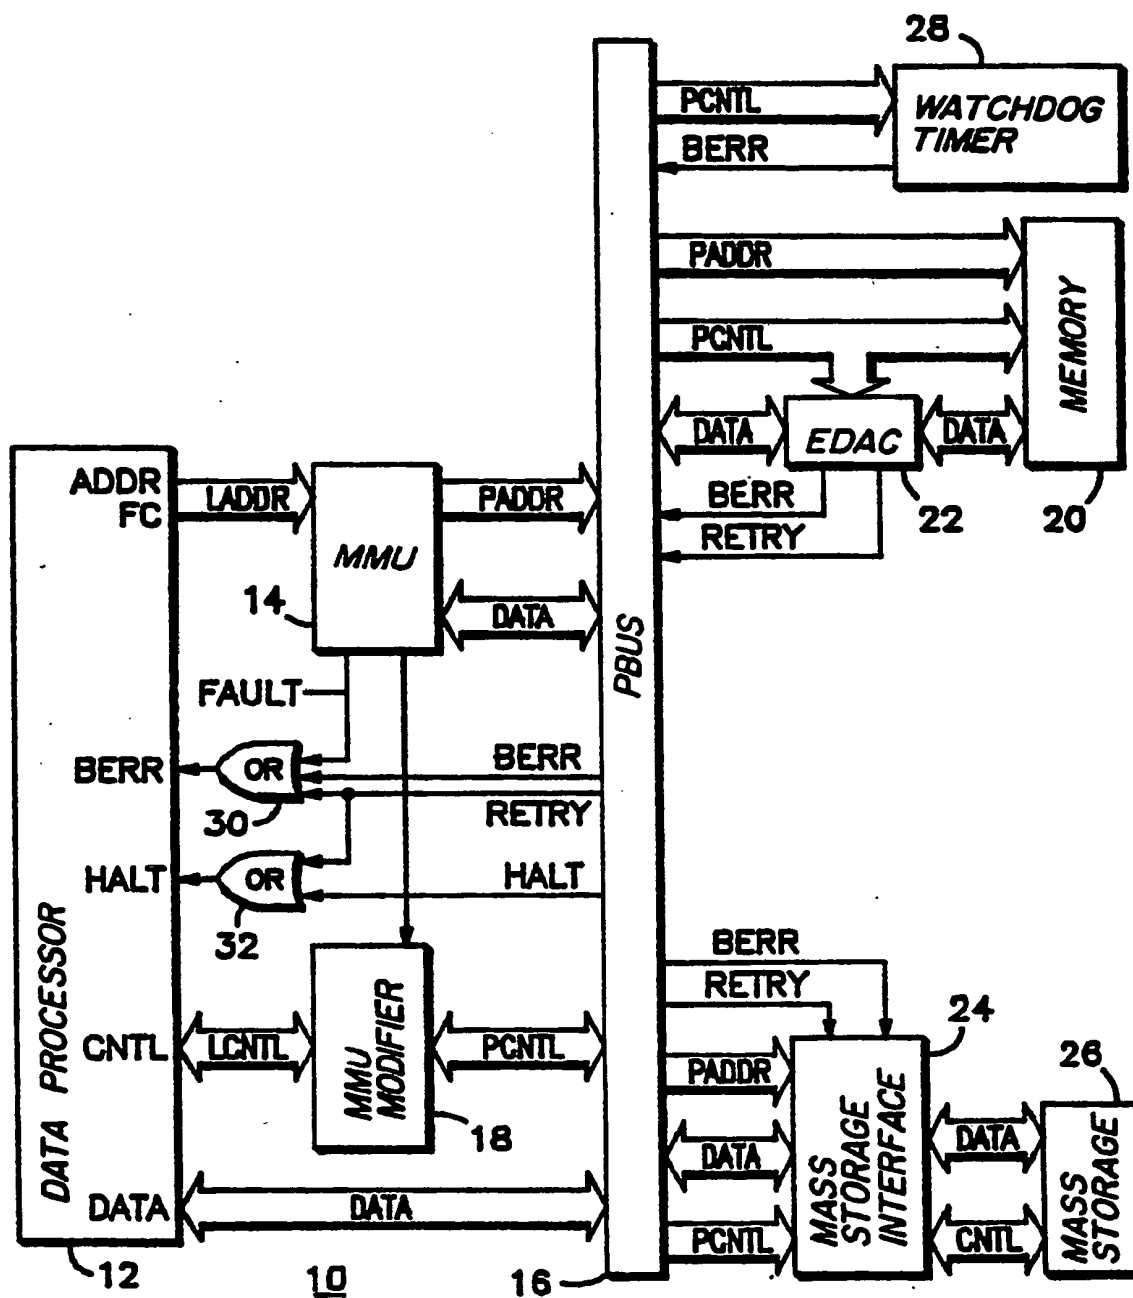 28
PCNTL
WATCHDOG
TIMER
BERR
PADDR
PCNTL
MEMORY
DATA
EDAC
DATA
BERR
22
20
RETRY
ADDR
FC
LADDR
MMU
PADDR
14
DATA
PBUS
FAULT
BERR
OR
BERR
30
RETRY
HALT
OR
HALT
32
BERR
RETRY
24
DATA PROCESSOR
CNTL
LCNTL
MMU
MODIFIER
PCNTL
18
PADDR
26
MASS
STORAGE
INTERFACE
DATA
DATA
MASS
STORAGE
DATA
DATA
PCNTL
CNTL
12
10
16